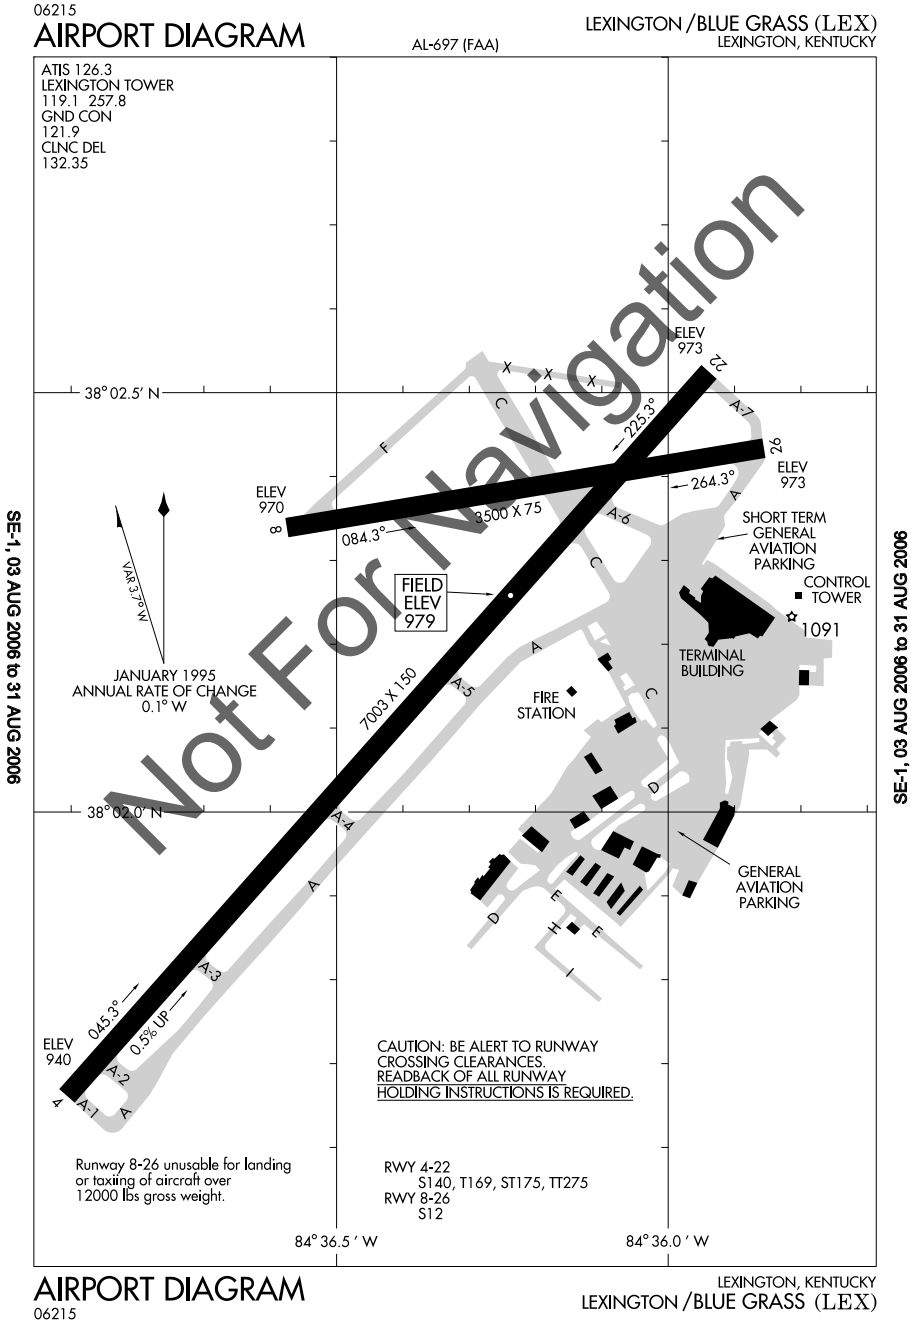 06215
AIRPORT DIAGRAM
AL-697 (FAA)
LEXINGTON /BLUE GRASS (LEX)
LEXINGTON, KENTUCKY
ATIS 126.3
LEXINGTON TOWER
119.1 257.8
GND CON
121.9
CLNC DEL
132.35
Not For Navigation
ELEV
973
22
X X X
38° 02.5' N
C
A-7
225.3°
F
26
ELEV
973
264.3°
A
ELEV
970
8
3500 X 75
A-6
084.3°
SHORT TERM
GENERAL
AVIATION
PARKING
VAR 3.7° W
C
FIELD
ELEV
979
CONTROL
TOWER
1091
A
TERMINAL
BUILDING
JANUARY 1995
ANNUAL RATE OF CHANGE
0.1° W
7003 X 150
A-5
FIRE
STATION
C
D
38° 02.0' N
A-4
GENERAL
AVIATION
PARKING
A
D
E
H
E
I
A-3
045.3°
0.5% UP
ELEV
940
A-2
4
A-1
A
CAUTION: BE ALERT TO RUNWAY
CROSSING CLEARANCES.
READBACK OF ALL RUNWAY
HOLDING INSTRUCTIONS IS REQUIRED.
Runway 8-26 unusable for landing
or taxiing of aircraft over
12000 lbs gross weight.
RWY 4-22
S140, T169, ST175, TT275
RWY 8-26
S12
84° 36.5 ' W
84° 36.0 ' W
SE-1, 03 AUG 2006 to 31 AUG 2006
SE-1, 03 AUG 2006 to 31 AUG 2006
AIRPORT DIAGRAM
06215
LEXINGTON, KENTUCKY
LEXINGTON /BLUE GRASS (LEX)